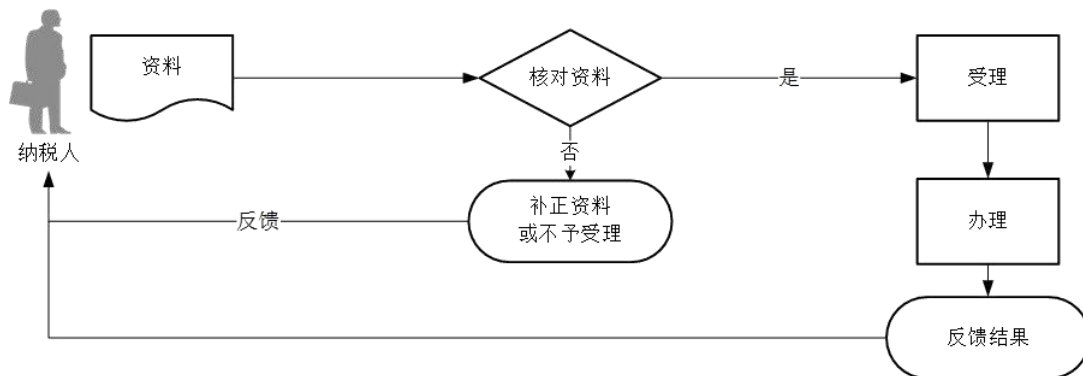 资料
核对资料
是
受理
纳税人
否
补正资料
或不予受理
反馈
办理
反馈结果